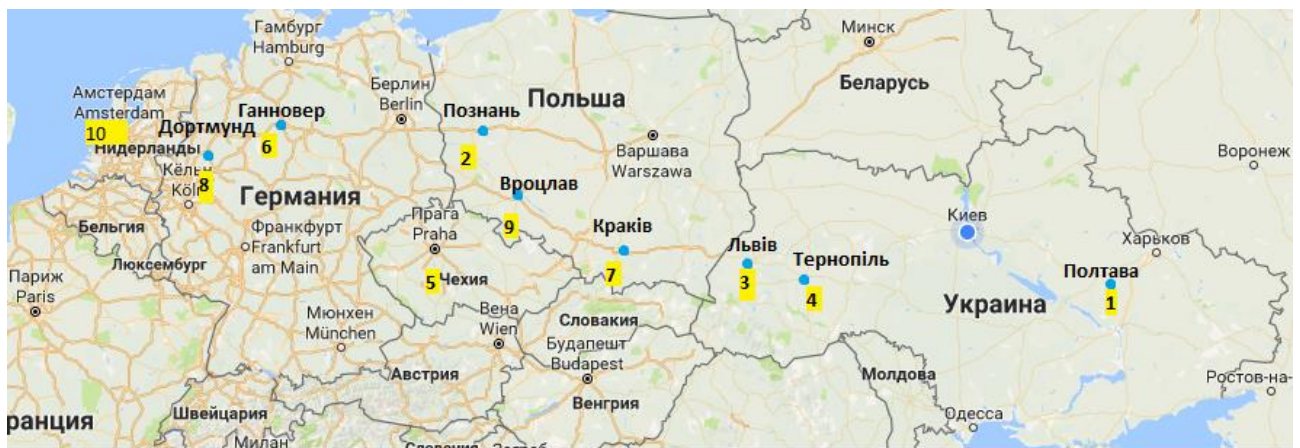 Гамбург
Hamburg
Минск
Беларусь
Амстердам
Amsterdam
10
Нидерланды
Ганновер
6
Дортмунд
8
Берлин
Berlin
Познань
2
Польша
Варшава
Warszawa
Воронеж
Кёльн
Köln
Германия
Вроцлав
9
Бельгия
Прага
Praha
5
Чехия
Краків
7
Львів
3
Тернопіль
4
Киев
Харьков
Полтава
1
Украина
Франкфурт
Frankfurt
am Main
Люксембург
Париж
Paris
Мюнхен
München
Вена
Wien
Словакия
Будапешт
Budapest
Австрия
Венгрия
Молдова
Ростов-на-
Одесса
Швейцария
ранция
Милан